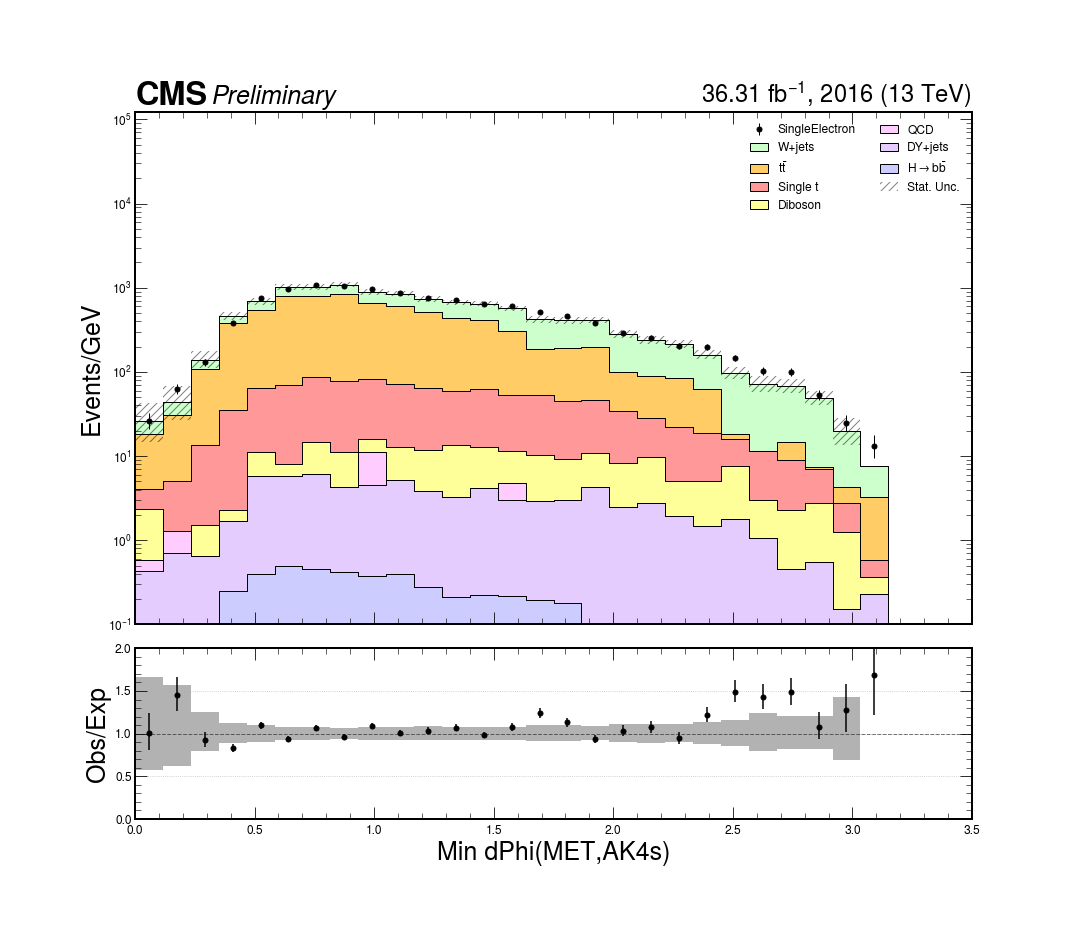 CMS Preliminary
36.31 fb⁻¹, 2016 (13 TeV)
SingleElectron
W+jets
tt̄
Single t
Diboson
QCD
DY+jets
H→bb̄
Stat. Unc.
Events/GeV
10⁵
10⁴
10³
10²
10¹
10⁰
10⁻¹
Obs/Exp
2.0
1.5
1.0
0.5
0.0
0.0 0.5 1.0 1.5 2.0 2.5 3.0 3.5
Min dPhi(MET,AK4s)